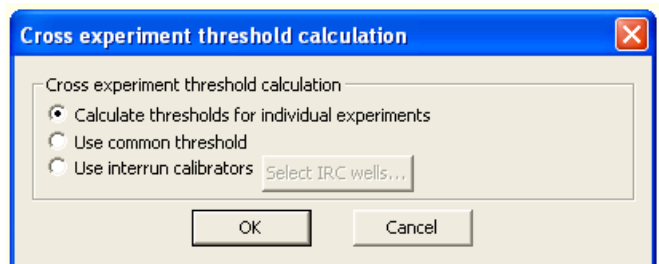 Cross experiment threshold calculation
Cross experiment threshold calculation
Calculate thresholds for individual experiments
Use common threshold
Use interrun calibrators Select IRC wells...
OK Cancel